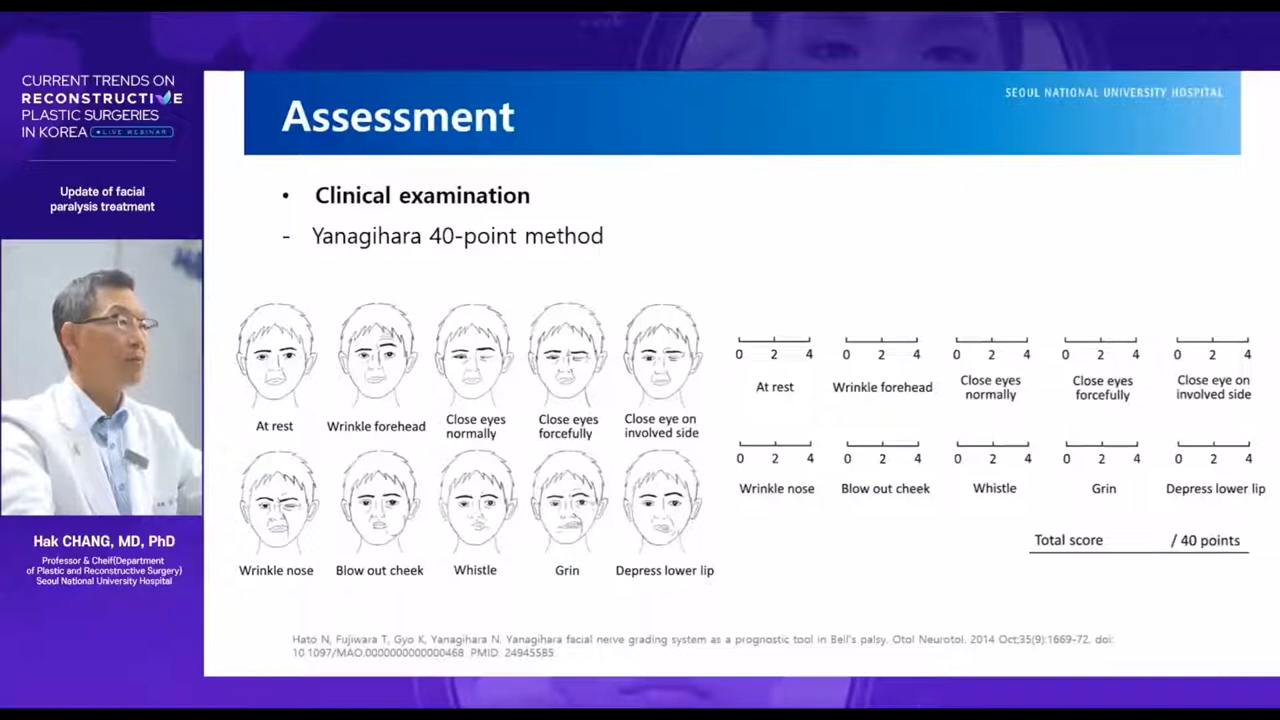 CURRENT TRENDS ON
RECONSTRUCTIVE
PLASTIC SURGERIES
IN KOREA • LIVE WEBINAR
Update of facial
paralysis treatment
Hak CHANG, MD, PhD
Professor & Cheif(Department
of Plastic and Reconstructive Surgery)
Seoul National University Hospital
SEOUL NATIONAL UNIVERSITY HOSPITAL
Assessment
• Clinical examination
- Yanagihara 40-point method
At rest
Wrinkle forehead
Close eyes
normally
Close eyes
forcefully
Close eye on
involved side
Wrinkle nose
Blow out cheek
Whistle
Grin
Depress lower lip
0 2 4
0 2 4
0 2 4
0 2 4
0 2 4
At rest
Wrinkle forehead
Close eyes
normally
Close eyes
forcefully
Close eye on
involved side
0 2 4
0 2 4
0 2 4
0 2 4
0 2 4
Wrinkle nose
Blow out cheek
Whistle
Grin
Depress lower lip
Total score / 40 points
Hato N, Fujiwara T, Gyo K, Yanagihara N. Yanagihara facial nerve grading system as a prognostic tool in Bell's palsy. Otol Neurotol. 2014 Oct;35(9):1669-72, doi:
10.1097/MAO.0000000000000468. PMID: 24945585.